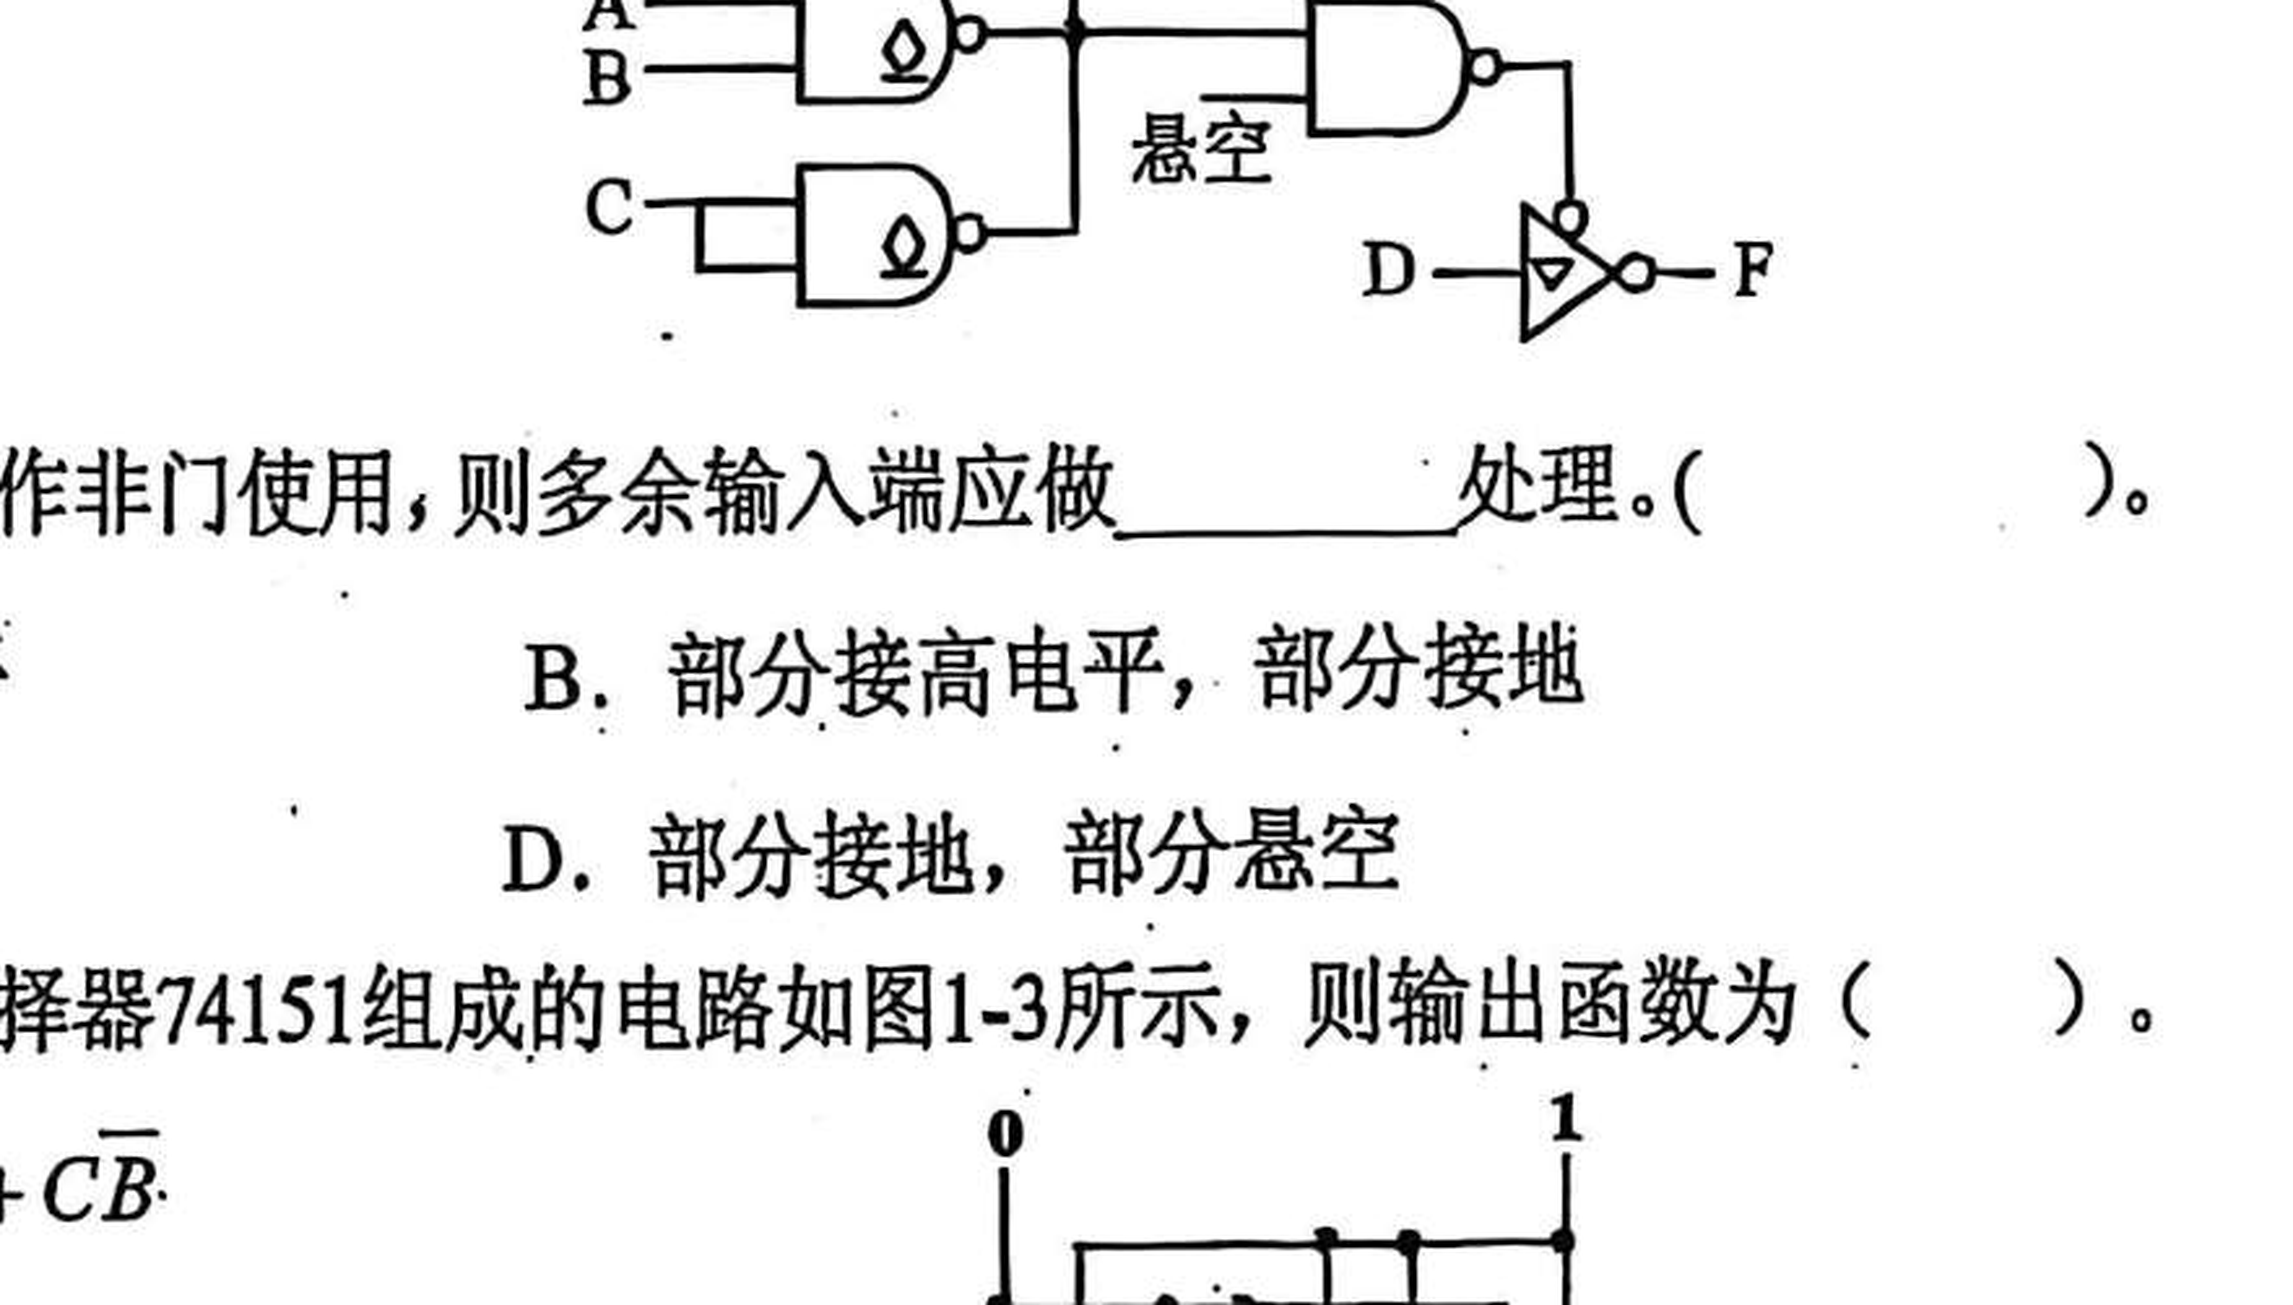 A
B
悬空
C
D F
作非门使用,则多余输入端应做________处理。( )。
B. 部分接高电平，部分接地
D. 部分接地，部分悬空
择器74151组成的电路如图1-3所示，则输出函数为（ ）。
0 1
+ CB̅